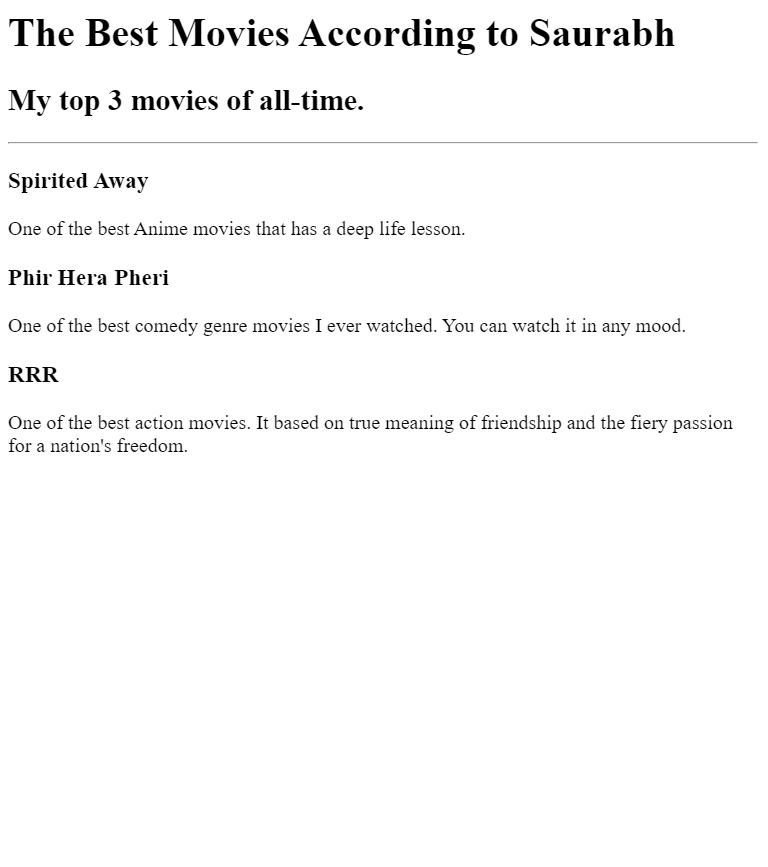 The Best Movies According to Saurabh
My top 3 movies of all-time.
Spirited Away
One of the best Anime movies that has a deep life lesson.
Phir Hera Pheri
One of the best comedy genre movies I ever watched. You can watch it in any mood.
RRR
One of the best action movies. It based on true meaning of friendship and the fiery passion
for a nation's freedom.